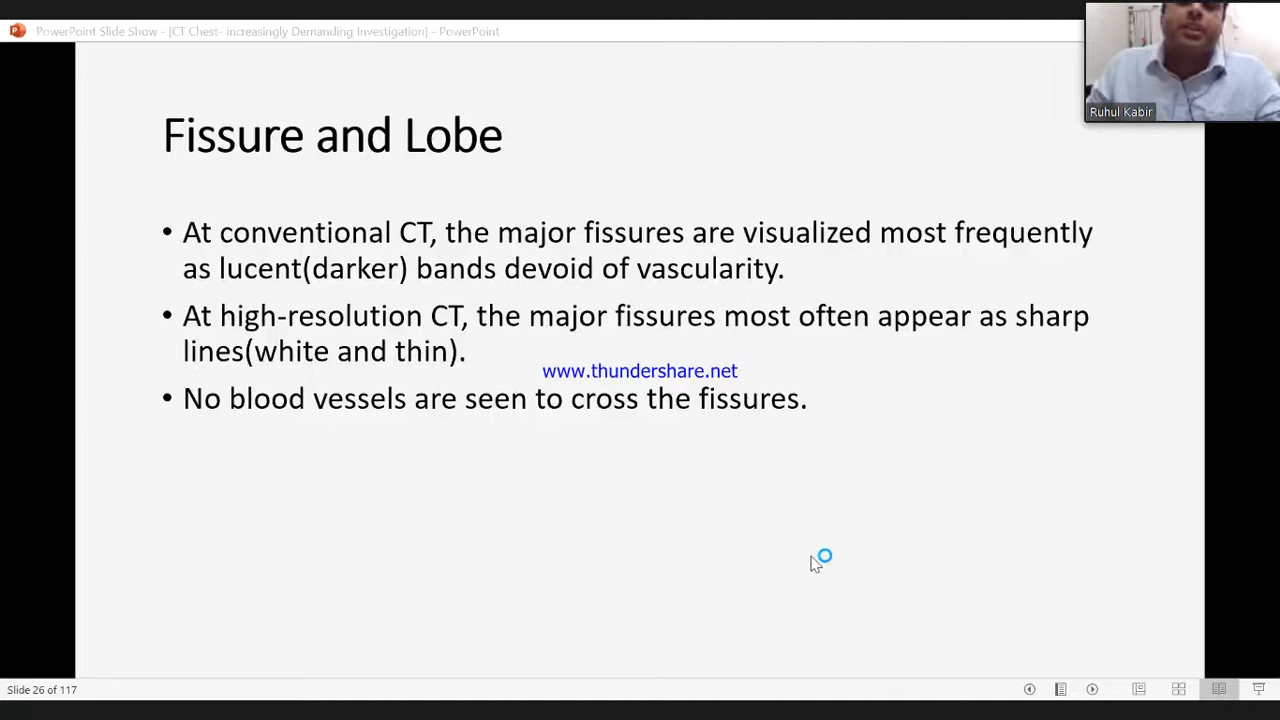 PowerPoint Slide Show - [CT Chest- increasingly Demanding Investigation] - PowerPoint
Ruhul Kabir
Fissure and Lobe
• At conventional CT, the major fissures are visualized most frequently
as lucent(darker) bands devoid of vascularity.
• At high-resolution CT, the major fissures most often appear as sharp
lines(white and thin).
www.thundershare.net
• No blood vessels are seen to cross the fissures.
Slide 26 of 117